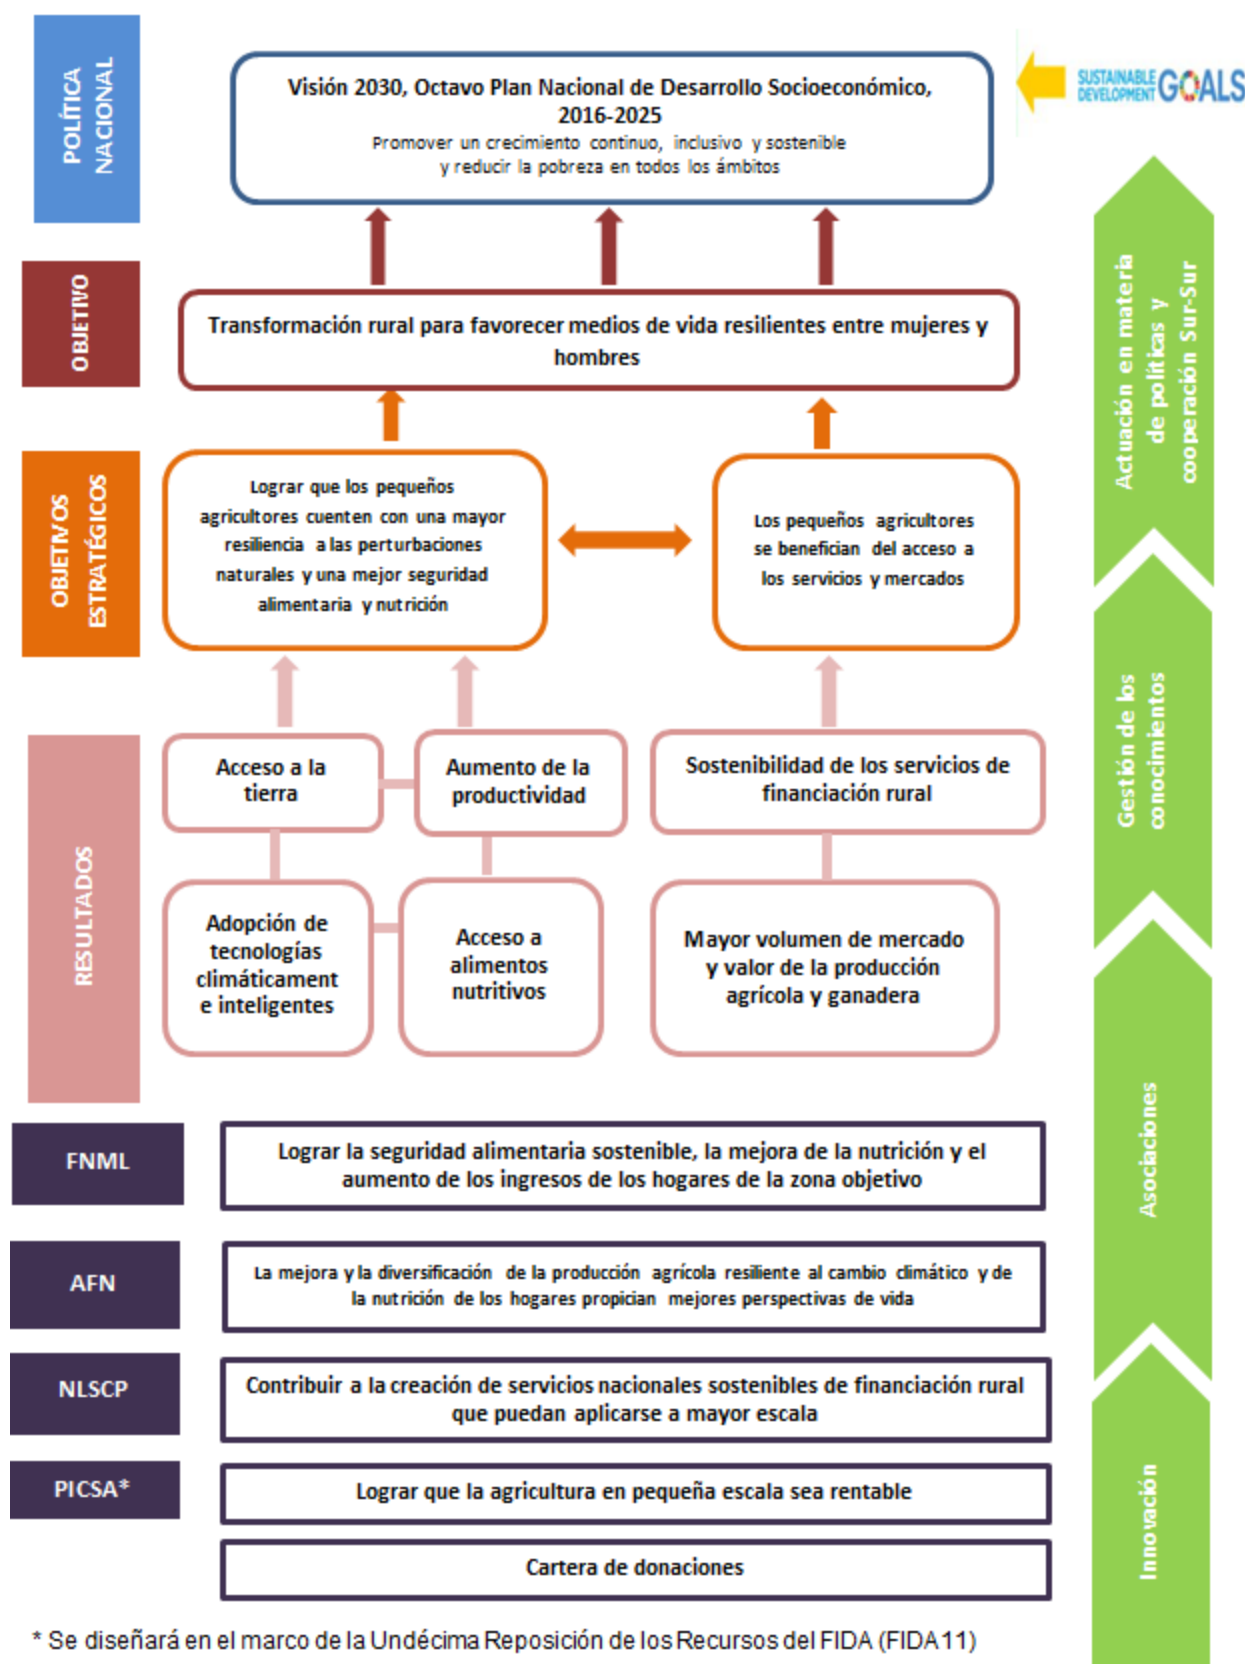 POLÍTICA
NACIONAL
Visión 2030, Octavo Plan Nacional de Desarrollo Socioeconómico,
2016-2025
Promover un crecimiento continuo, inclusivo y sostenible
y reducir la pobreza en todos los ámbitos
SUSTAINABLE
DEVELOPMENT
GOALS
OBJETIVO
Transformación rural para favorecer medios de vida resilientes entre mujeres y
hombres
Actuación en materia
de políticas y
cooperación Sur-Sur
OBJETIVOS
ESTRATÉGICOS
Lograr que los pequeños
agricultores cuenten con una mayor
resiliencia a las perturbaciones
naturales y una mejor seguridad
alimentaria y nutrición
Los pequeños agricultores
se benefician del acceso a
los servicios y mercados
Gestión de los
conocimientos
RESULTADOS
Acceso a la
tierra
Aumento de la
productividad
Sostenibilidad de los servicios de
financiación rural
Adopción de
tecnologías
climáticament
e inteligentes
Acceso a
alimentos
nutritivos
Mayor volumen de mercado
y valor de la producción
agrícola y ganadera
Asociaciones
FNML
Lograr la seguridad alimentaria sostenible, la mejora de la nutrición y el
aumento de los ingresos de los hogares de la zona objetivo
AFN
La mejora y la diversificación de la producción agrícola resiliente al cambio climático y de
la nutrición de los hogares propician mejores perspectivas de vida
NLSCP
Contribuir a la creación de servicios nacionales sostenibles de financiación rural
que puedan aplicarse a mayor escala
PICSA*
Lograr que la agricultura en pequeña escala sea rentable
Innovación
Cartera de donaciones
* Se diseñará en el marco de la Undécima Reposición de los Recursos del FIDA (FIDA11)